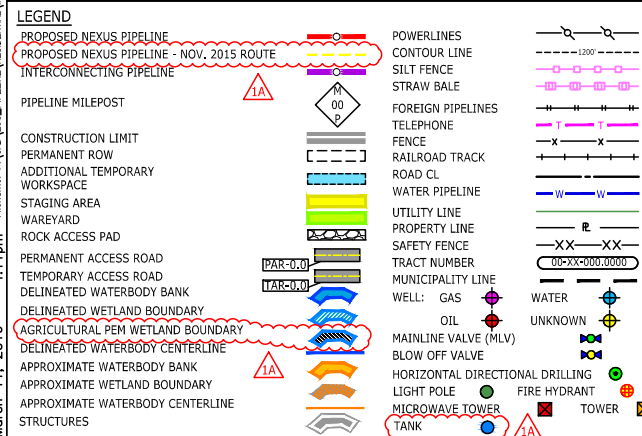 LEGEND
PROPOSED NEXUS PIPELINE
PROPOSED NEXUS PIPELINE - NOV. 2015 ROUTE
INTERCONNECTING PIPELINE
1A
PIPELINE MILEPOST
M
00
P
CONSTRUCTION LIMIT
PERMANENT ROW
ADDITIONAL TEMPORARY
WORKSPACE
STAGING AREA
WAREYARD
ROCK ACCESS PAD
PERMANENT ACCESS ROAD
PAR-0.0
TEMPORARY ACCESS ROAD
TAR-0.0
DELINEATED WATERBODY BANK
DELINEATED WETLAND BOUNDARY
AGRICULTURAL PEM WETLAND BOUNDARY
DELINEATED WATERBODY CENTERLINE
1A
APPROXIMATE WATERBODY BANK
APPROXIMATE WETLAND BOUNDARY
APPROXIMATE WATERBODY CENTERLINE
STRUCTURES
POWERLINES
CONTOUR LINE 1200'
SILT FENCE
STRAW BALE
FOREIGN PIPELINES
TELEPHONE T T
FENCE x x
RAILROAD TRACK
ROAD CL
WATER PIPELINE W W
UTILITY LINE
PROPERTY LINE PL
SAFETY FENCE XX XX
TRACT NUMBER 00-XX-000.0000
MUNICIPALITY LINE
WELL: GAS WATER
OIL UNKNOWN
MAINLINE VALVE (MLV)
BLOW OFF VALVE
HORIZONTAL DIRECTIONAL DRILLING
LIGHT POLE FIRE HYDRANT
MICROWAVE TOWER TOWER
TANK 1A